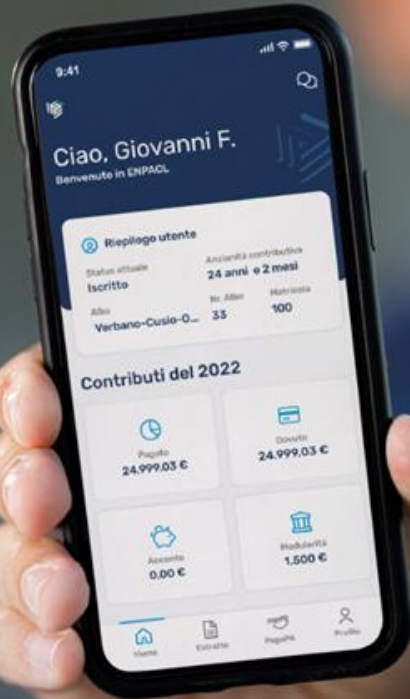 9:41
Ciao, Giovanni F.
Benvenuto in ENPACL
Riepilogo utente
Status attuale
Iscritto
Anzianità contributiva
24 anni e 2 mesi
Albo
Verbano-Cusio-O...
Nr. Albo
33
Matricola
100
Contributi del 2022
Pagato
24.999,03 €
Dovuto
24.999,03 €
Acconto
0,00 €
Modularità
1.500 €
Home
Estratto
PagoPA
Profilo